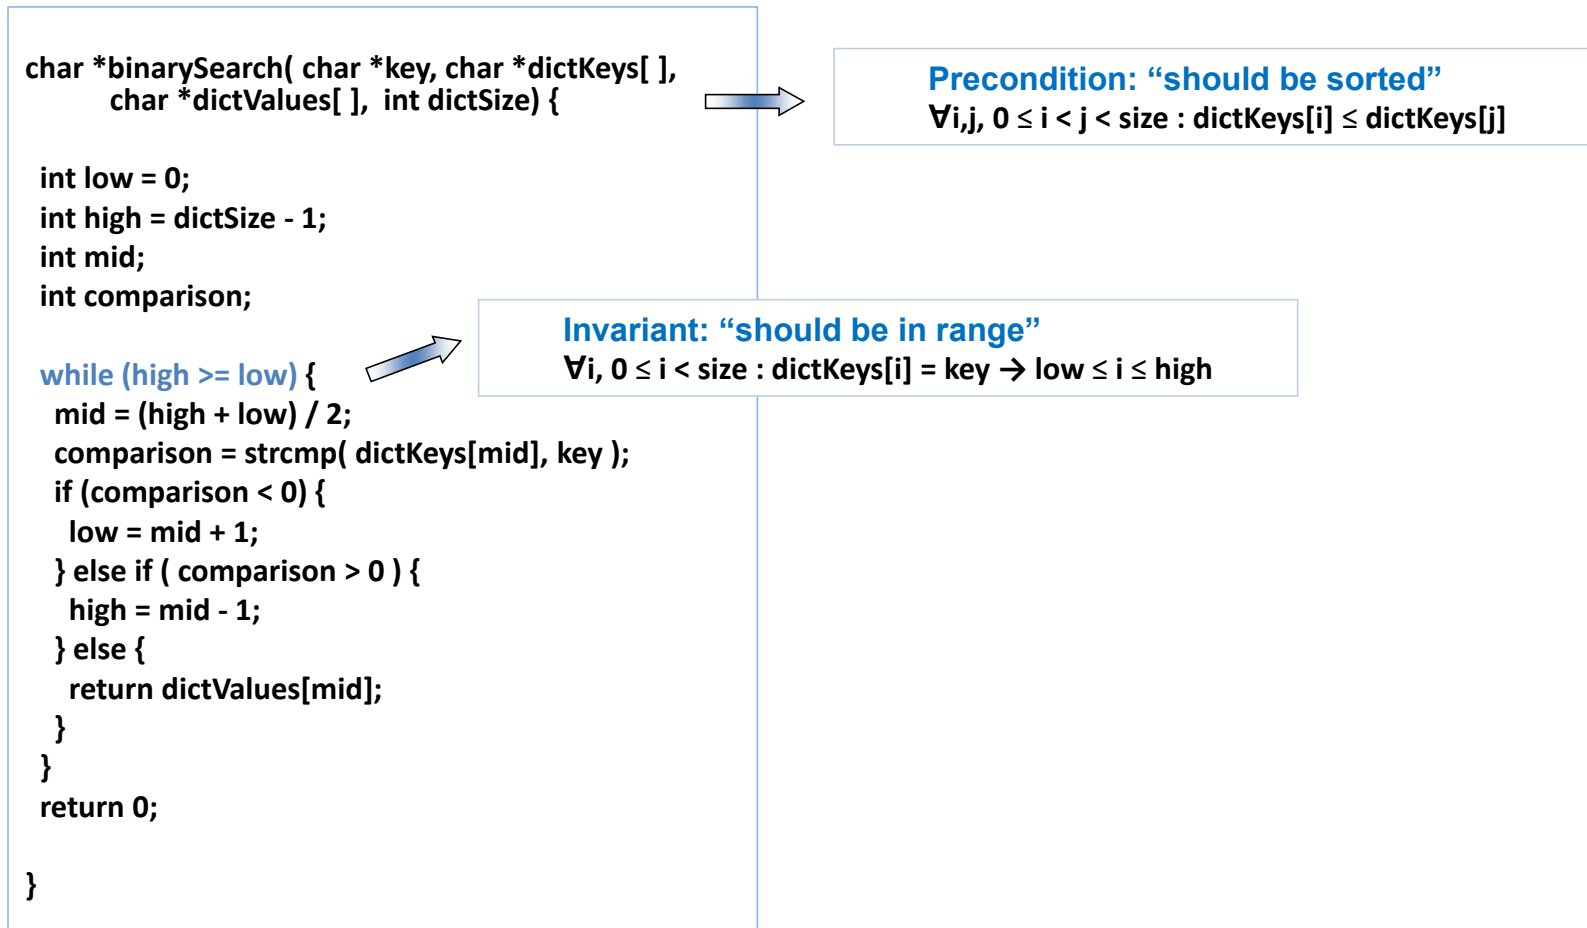 char *binarySearch( char *key, char *dictKeys[ ],
char *dictValues[ ], int dictSize) {
Precondition: “should be sorted”
∀i,j, 0 ≤ i < j < size : dictKeys[i] ≤ dictKeys[j]
int low = 0;
int high = dictSize - 1;
int mid;
int comparison;
Invariant: “should be in range”
∀i, 0 ≤ i < size : dictKeys[i] = key → low ≤ i ≤ high
while (high >= low) {
mid = (high + low) / 2;
comparison = strcmp( dictKeys[mid], key );
if (comparison < 0) {
low = mid + 1;
} else if ( comparison > 0 ) {
high = mid - 1;
} else {
return dictValues[mid];
}
}
return 0;
}